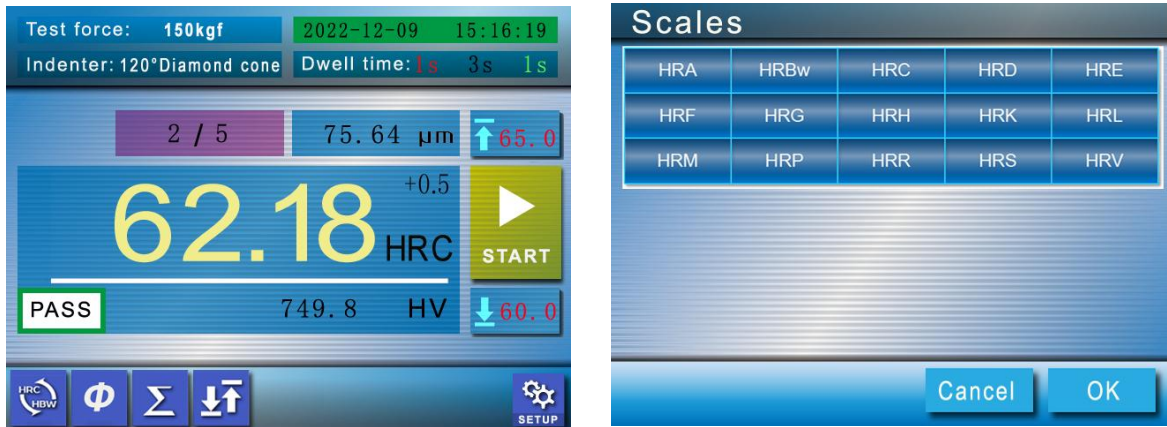 Test force: 150kgf 2022-12-09 15:16:19
Indenter: 120°Diamond cone Dwell time: 1s 3s 1s
2 / 5 75.64 μm 65.0
+0.5
62.18 HRC START
PASS 749.8 HV 60.0
HRC
HBW
Φ Σ
SETUP
Scales
HRA HRBw HRC HRD HRE
HRF HRG HRH HRK HRL
HRM HRP HRR HRS HRV
Cancel OK